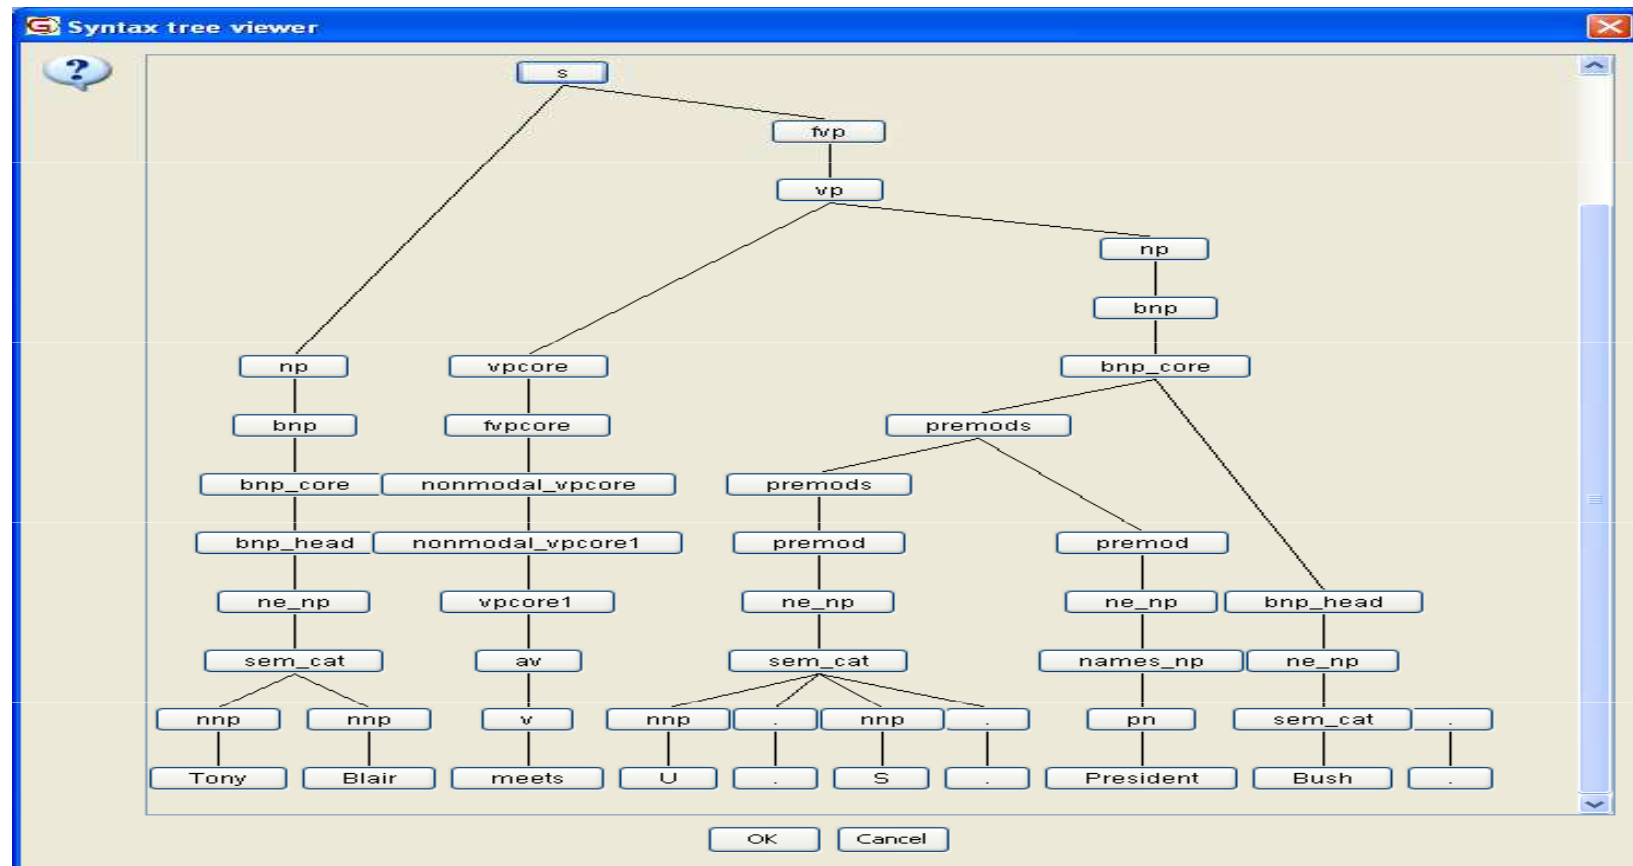 Syntax tree viewer
?
s
fvp
vp
np
bnp
np vpcore bnp_core
bnp fvpcore premods
bnp_core nonmodal_vpcore premods
bnp_head nonmodal_vpcore1 premod premod
ne_np vpcore1 ne_np ne_np bnp_head
sem_cat av sem_cat names_np ne_np
nnp nnp v nnp . nnp . pn sem_cat .
Tony Blair meets U . S . President Bush .
OK Cancel